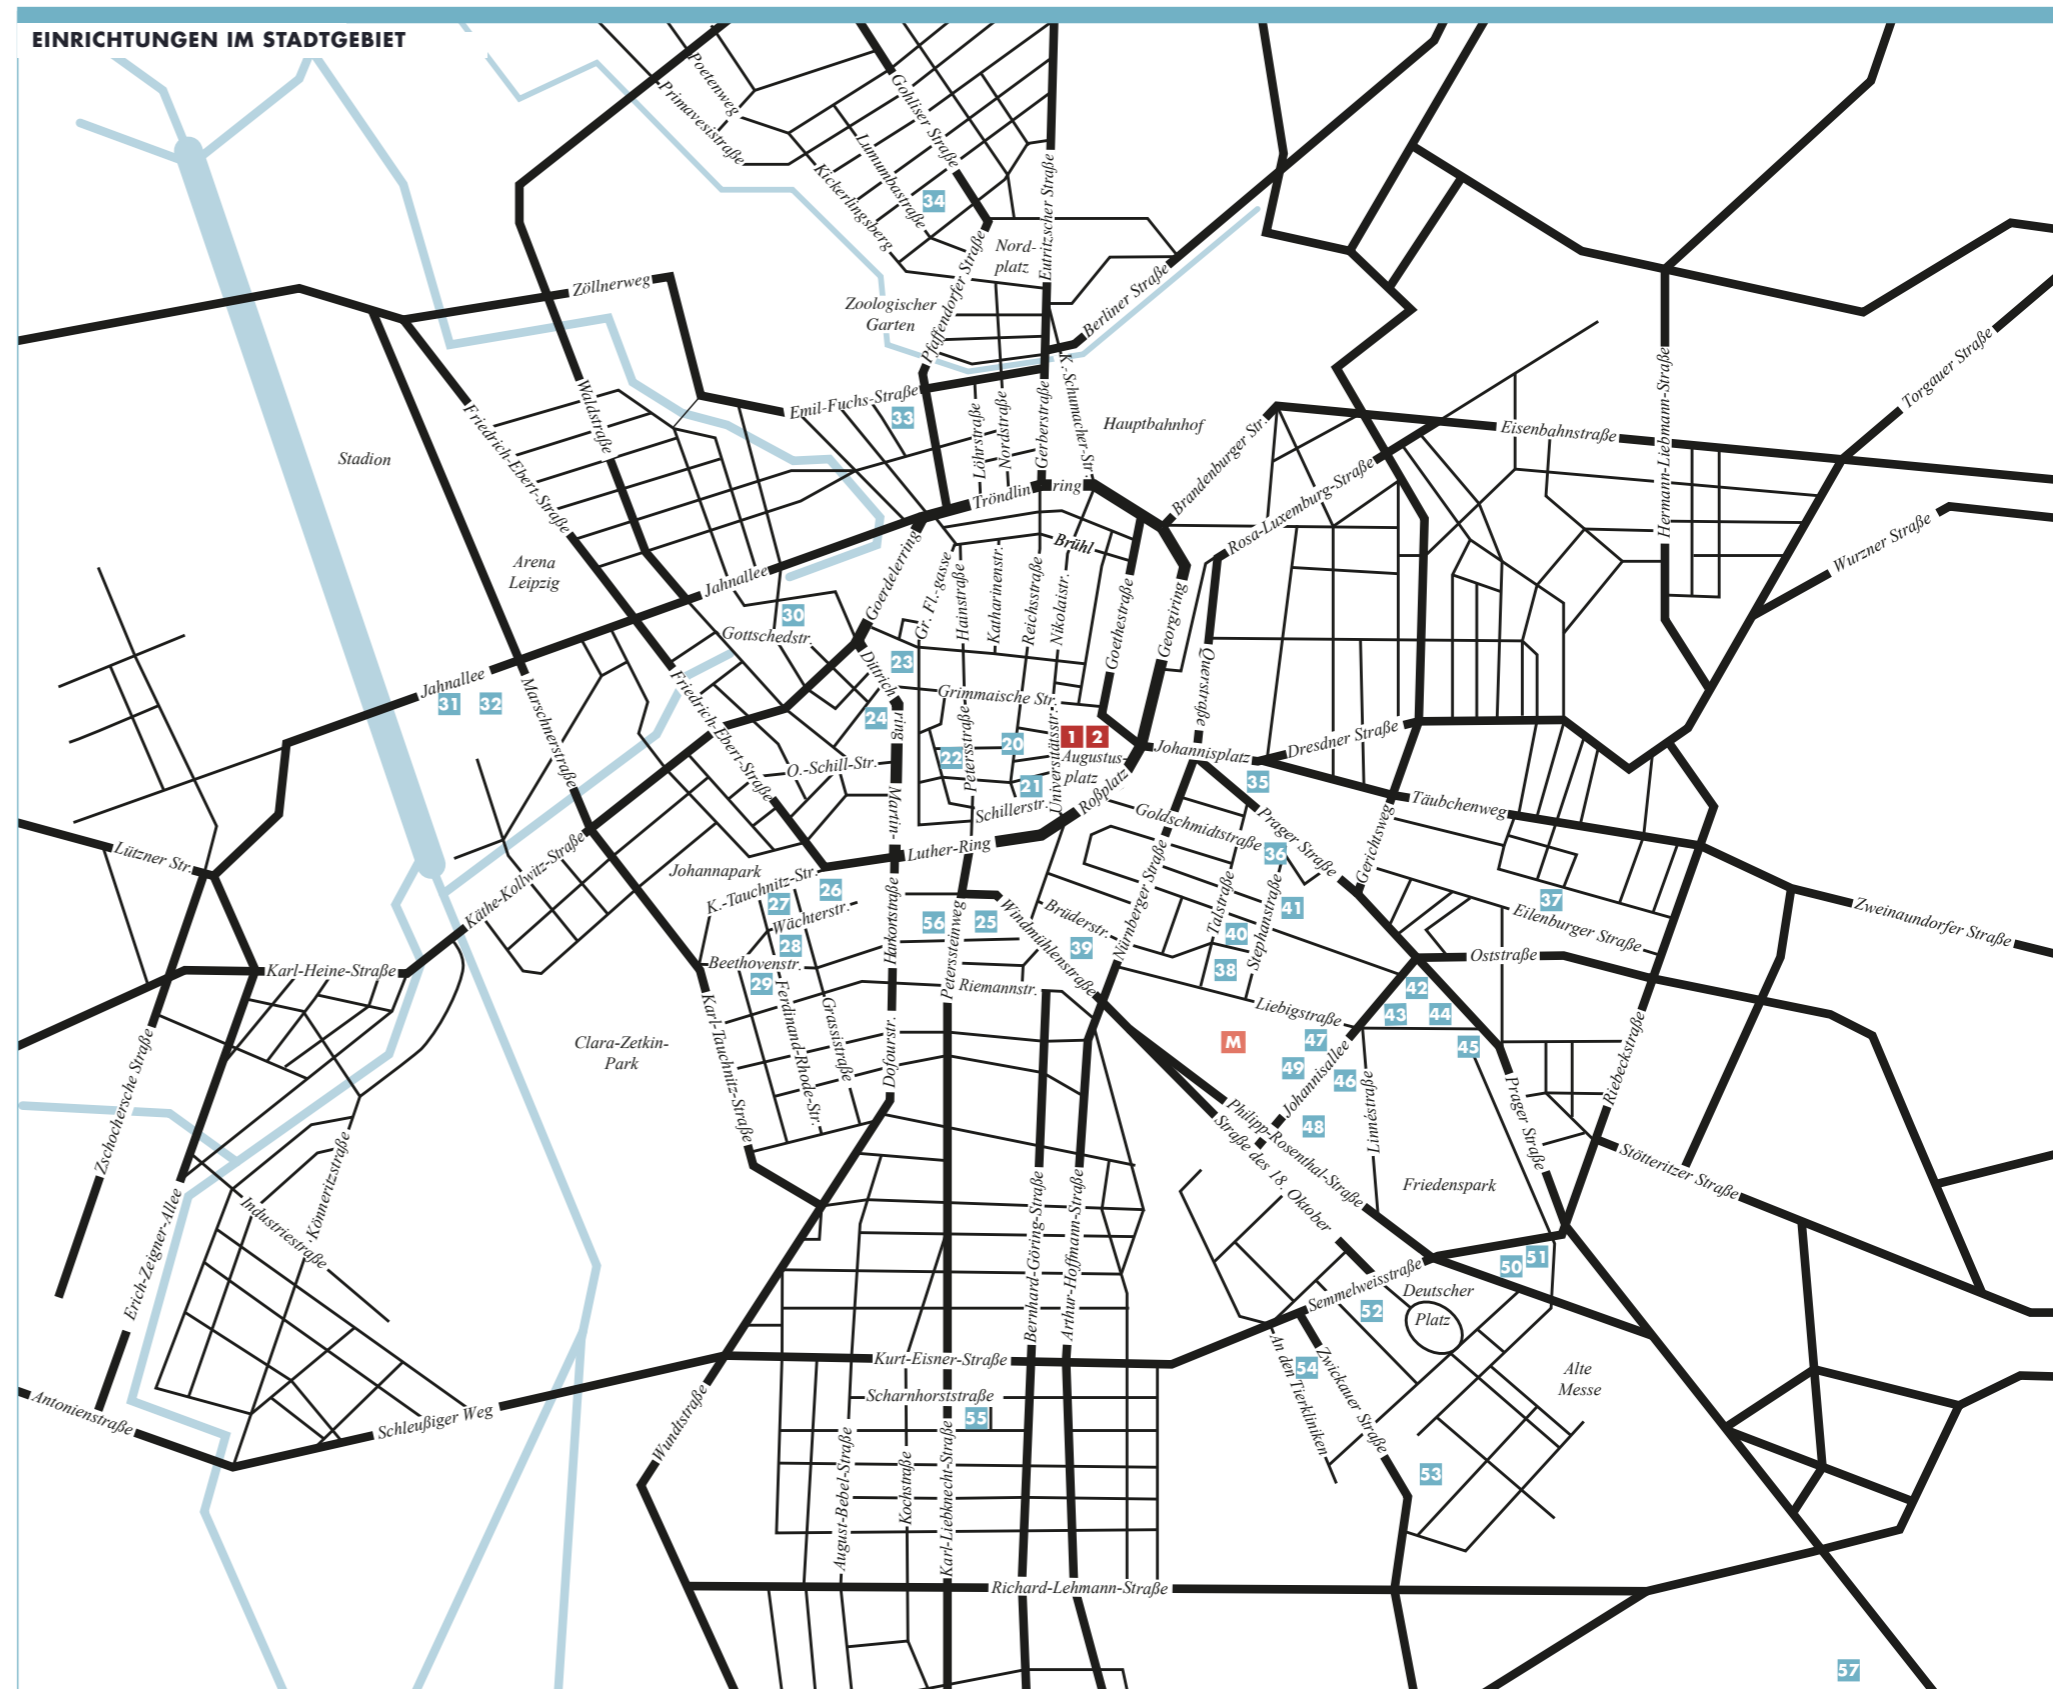 EINRICHTUNGEN IM STADTGEBIET
Poetenweg
Primavesistraße
Gohliser Straße
Lumumbastraße
Kickerlingsberg
34
Eutritzscher Straße
Nord-
platz
Zöllnerweg
Zoologischer
Garten
Pfaffendorfer Straße
Berliner Straße
K.-Schumacher-Str.
Waldstraße
Emil-Fuchs-Straße
33
Löhrstraße
Nordstraße
Gerberstraße
Hauptbahnhof
Brandenburger Str.
Eisenbahnstraße
Hermann-Liebmann-Straße
Torgauer Straße
Stadion
Friedrich-Ebert-Straße
Tröndlin
ring
Rosa-Luxemburg-Straße
Wurzner Straße
Arena
Leipzig
Jahnallee
Goerdelerring
Brühl
Gr. Fl.-gasse
Hainstraße
Katharinenstr.
Reichsstraße
Nikolaistr.
Goethestraße
Georgiring
Querstraße
30
Gottschedstr.
Dittrich
ring
23
Jahnallee
31
32
Marschnerstraße
Friedrich-Ebert-Straße
24
Grimmaische Str.
Petersstraße
Universitätsstr.
20
22
21
1
2
Augustus-
platz
Johannisplatz
Dresdner Straße
O.-Schill-Str.
Martin-
Schillerstr.
Roßplatz
35
Goldschmidtstraße
Prager Straße
Gerichtsweg
Täubchenweg
Lützner Str.
Käthe-Kollwitz-Straße
Johannapark
Luther-Ring
36
K.-Tauchnitz-Str.
26
27
Wächterstr.
28
Beethovenstr.
29
Harkortstraße
56
25
Peterssteinweg
Windmühlenstraße
Brüderstr.
39
Nürnberger Straße
Talstraße
Stephanstraße
41
40
38
37
Eilenburger Straße
Zweinaundorfer Straße
Oststraße
Karl-Heine-Straße
Riemannstr.
Liebigstraße
42
43
44
45
Karl-Tauchnitz-Straße
Ferdinand-Rhode-Str.
Grassistraße
Dofourstr.
Clara-Zetkin-
Park
M
47
49
46
48
Johannisallee
Linnéstraße
Prager Straße
Riebeckstraße
Zschochersche Straße
Philipp-Rosenthal-Straße
Straße des 18. Oktober
Friedenspark
Stötteritzer Straße
Könneritzstraße
Industriestraße
Erich-Zeigner-Allee
Bernhard-Göring-Straße
Arthur-Hoffmann-Straße
50
51
Semmelweisstraße
52
Deutscher
Platz
Kurt-Eisner-Straße
Scharnhorststraße
55
54
An den Tierkliniken
Zwickauer Straße
Alte
Messe
53
Antonienstraße
Schleußiger Weg
Wundtstraße
August-Bebel-Straße
Kochstraße
Karl-Liebknecht-Straße
Richard-Lehmann-Straße
57